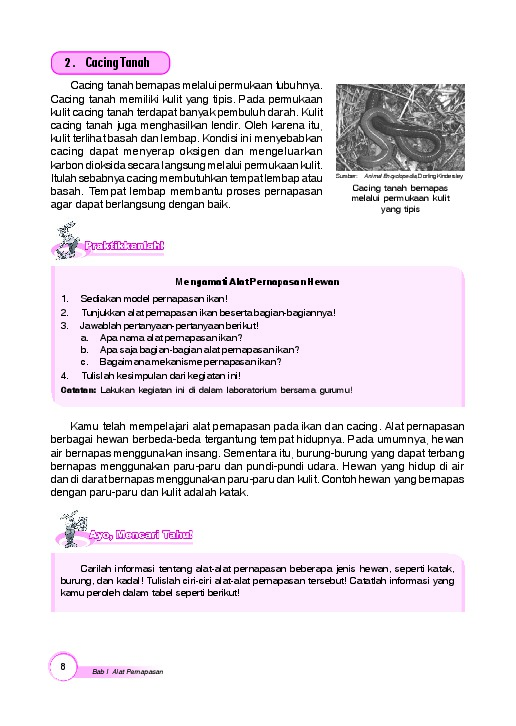 2. Cacing Tanah
Cacing tanah bernapas melalui permukaan tubuhnya.
Cacing tanah memiliki kulit yang tipis. Pada permukaan
kulit cacing tanah terdapat banyak pembuluh darah. Kulit
cacing tanah juga menghasilkan lendir. Oleh karena itu,
kulit terlihat basah dan lembap. Kondisi ini menyebabkan
cacing dapat menyerap oksigen dan mengeluarkan
karbon dioksida secara langsung melalui permukaan kulit.
Itulah sebabnya cacing membutuhkan tempat lembap atau
basah. Tempat lembap membantu proses pernapasan
agar dapat berlangsung dengan baik.
Sumber: Animal Encyclopedia, Dorling Kindersley
Cacing tanah bernapas
melalui permukaan kulit
yang tipis
Praktikkanlah!
Mengamati Alat Pernapasan Hewan
1. Sediakan model pernapasan ikan!
2. Tunjukkan alat pernapasan ikan beserta bagian-bagiannya!
3. Jawablah pertanyaan-pertanyaan berikut!
a. Apa nama alat pernapasan ikan?
b. Apa saja bagian-bagian alat pernapasan ikan?
c. Bagaimana mekanisme pernapasan ikan?
4. Tulislah kesimpulan dari kegiatan ini!
Catatan: Lakukan kegiatan ini di dalam laboratorium bersama gurumu!
Kamu telah mempelajari alat pernapasan pada ikan dan cacing. Alat pernapasan
berbagai hewan berbeda-beda tergantung tempat hidupnya. Pada umumnya, hewan
air bernapas menggunakan insang. Sementara itu, burung-burung yang dapat terbang
bernapas menggunakan paru-paru dan pundi-pundi udara. Hewan yang hidup di air
dan di darat bernapas menggunakan paru-paru dan kulit. Contoh hewan yang bernapas
dengan paru-paru dan kulit adalah katak.
Ayo, Mencari Tahu!
Carilah informasi tentang alat-alat pernapasan beberapa jenis hewan, seperti katak,
burung, dan kadal! Tulislah ciri-ciri alat-alat pernapasan tersebut! Catatlah informasi yang
kamu peroleh dalam tabel seperti berikut!
8
Bab I Alat Pernapasan